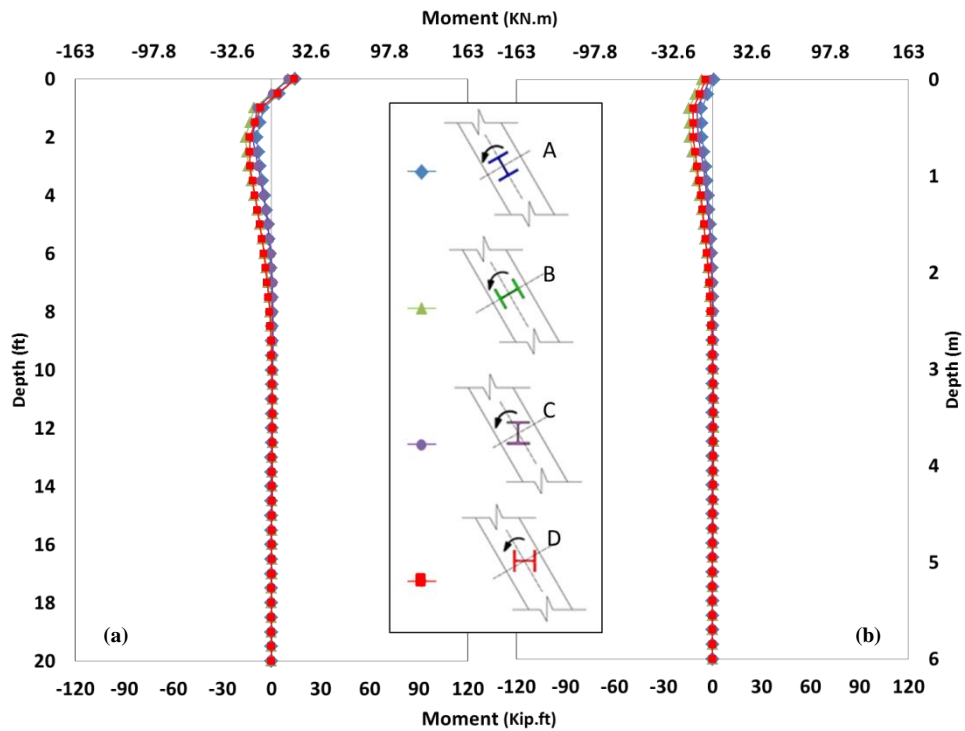 Moment (KN.m)
-163 -97.8 -32.6 32.6 97.8 163 -163 -97.8 -32.6 32.6 97.8 163
0
2
4
6
8
10
12
14
16
18
20
Depth (ft)
A
B
C
D
(a)
(b)
0
1
2
3
4
5
6
Depth (m)
-120 -90 -60 -30 0 30 60 90 120 -120 -90 -60 -30 0 30 60 90 120
Moment (Kip.ft)